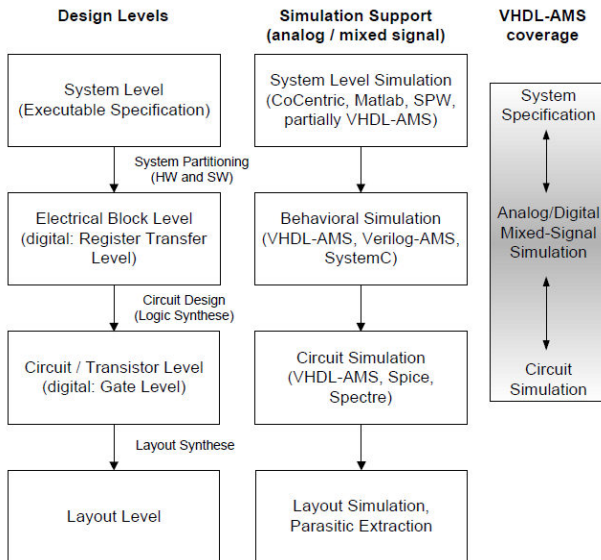 Design Levels
System Level
(Executable Specification)
System Partitioning
(HW and SW)
Electrical Block Level
(digital: Register Transfer
Level)
Circuit Design
(Logic Synthese)
Circuit / Transistor Level
(digital: Gate Level)
Layout Synthese
Layout Level
Simulation Support
(analog / mixed signal)
System Level Simulation
(CoCentric, Matlab, SPW,
partially VHDL-AMS)
Behavioral Simulation
(VHDL-AMS, Verilog-AMS,
SystemC)
Circuit Simulation
(VHDL-AMS, Spice,
Spectre)
Layout Simulation,
Parasitic Extraction
VHDL-AMS
coverage
System
Specification
Analog/Digital
Mixed-Signal
Simulation
Circuit
Simulation